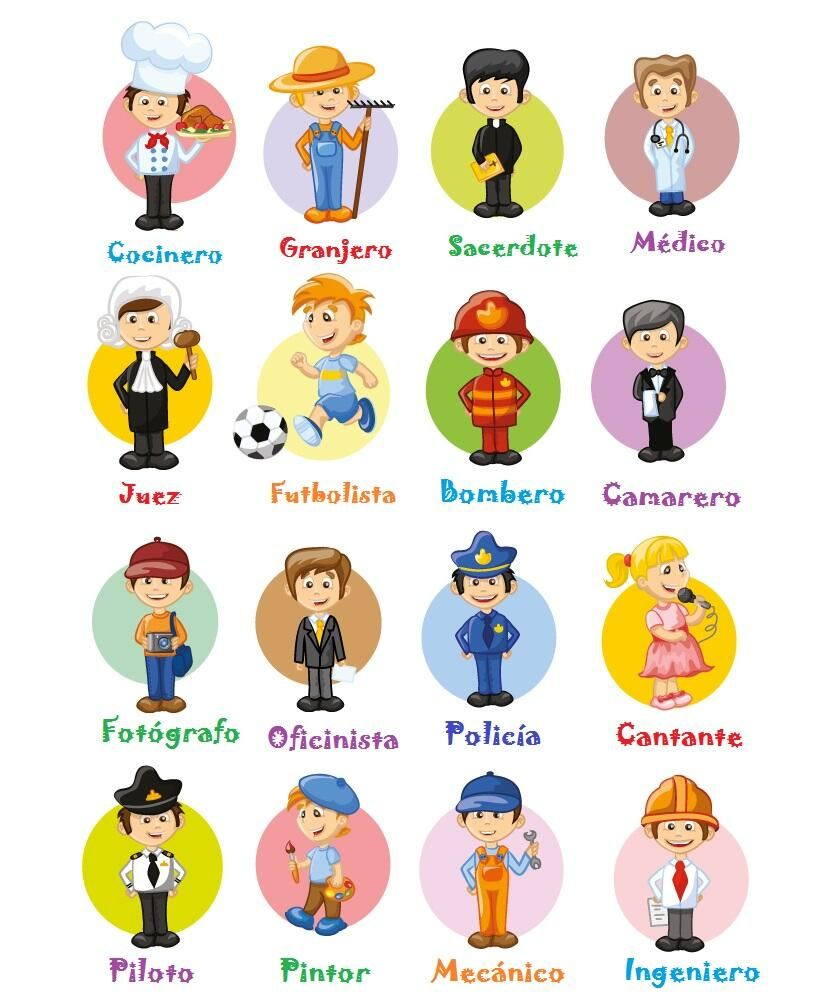 Cocinero Granjero Sacerdote Médico
Juez Futbolista Bombero Camarero
Fotógrafo Oficinista Policía Cantante
Piloto Pintor Mecánico Ingeniero